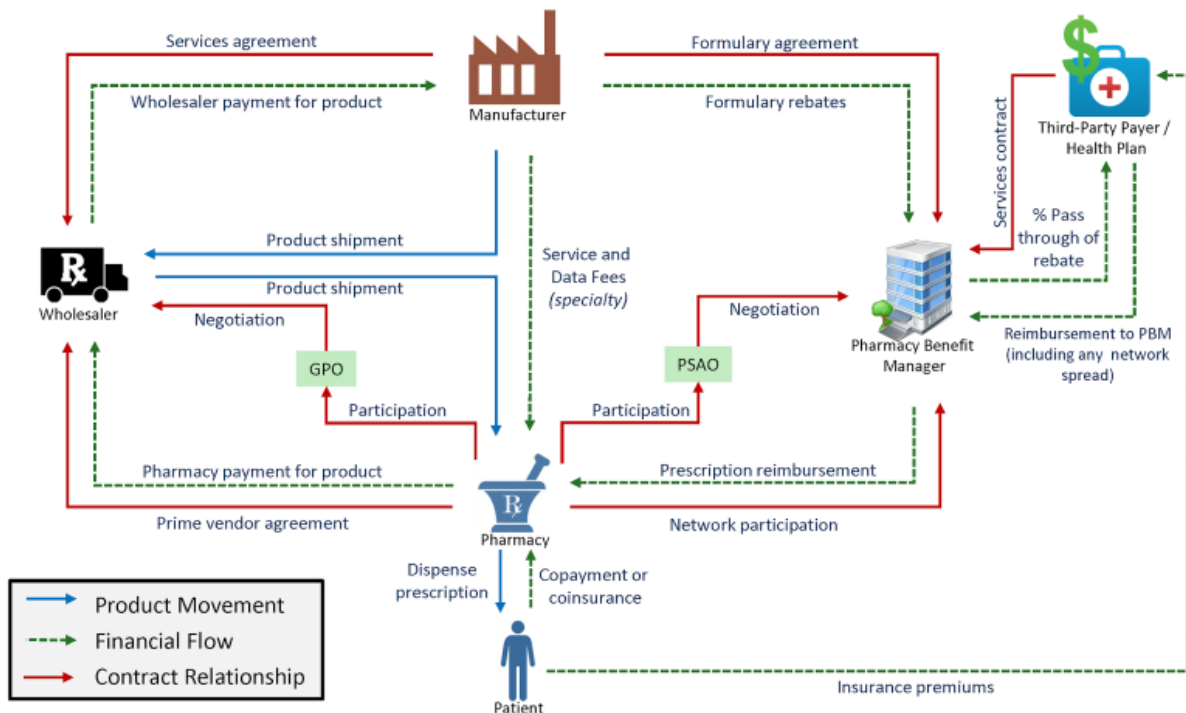 Services agreement
Wholesaler payment for product
Manufacturer
Formulary agreement
Formulary rebates
$
Third-Party Payer /
Health Plan
Services contract
% Pass
through of
rebate
Product shipment
Product shipment
Rx
Wholesaler
Negotiation
GPO
Participation
Service and
Data Fees
(specialty)
Negotiation
PSAO
Participation
Pharmacy Benefit
Manager
Reimbursement to PBM
(including any network
spread)
Pharmacy payment for product
Prime vendor agreement
Rx
Pharmacy
Prescription reimbursement
Network participation
Dispense
prescription
Copayment or
coinsurance
Patient
Insurance premiums
Product Movement
Financial Flow
Contract Relationship